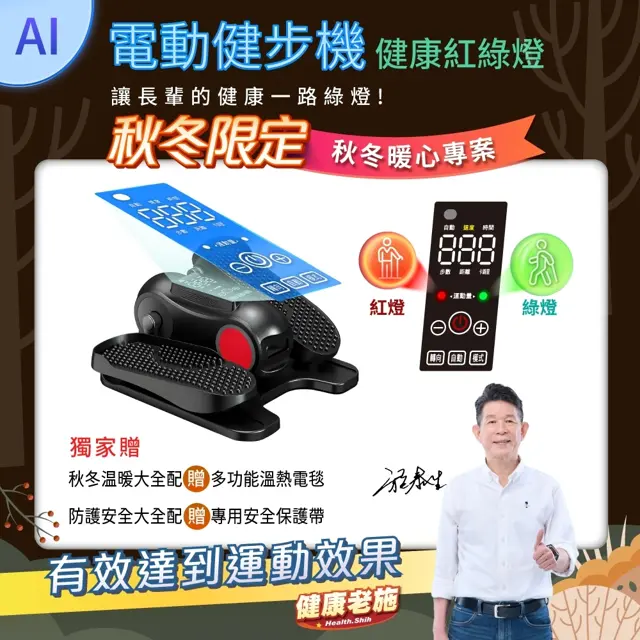 AI
電動健步機 健康紅綠燈
讓長輩的健康一路綠燈!
秋冬限定 秋冬暖心專案
自動 速度 時間
888
步數 距離 卡路里
紅燈 •運動量• 綠燈
轉向 自動 模式
獨家贈
秋冬溫暖大全配 贈 多功能溫熱電毯
防護安全大全配 贈 專用安全保護帶
有效達到運動效果
健康老施
Health.Shih